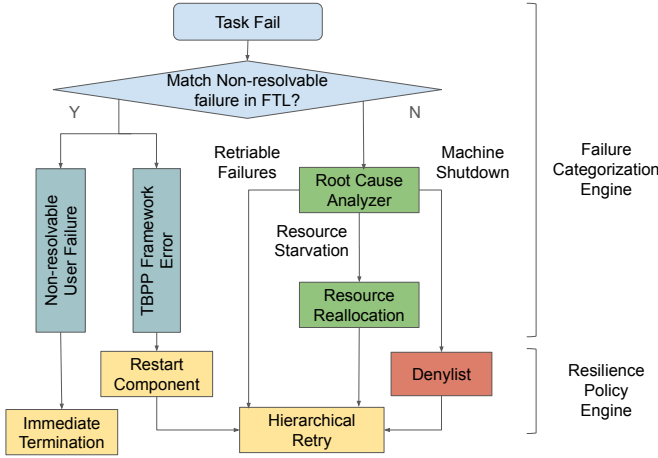 Task Fail
Match Non-resolvable
failure in FTL?
Y
N
Retriable
Failures
Machine
Shutdown
Failure
Categorization
Engine
Non-resolvable
User Failure
TBPP Framework
Error
Root Cause
Analyzer
Resource
Starvation
Resource
Reallocation
Restart
Component
Denylist
Resilience
Policy
Engine
Immediate
Termination
Hierarchical
Retry